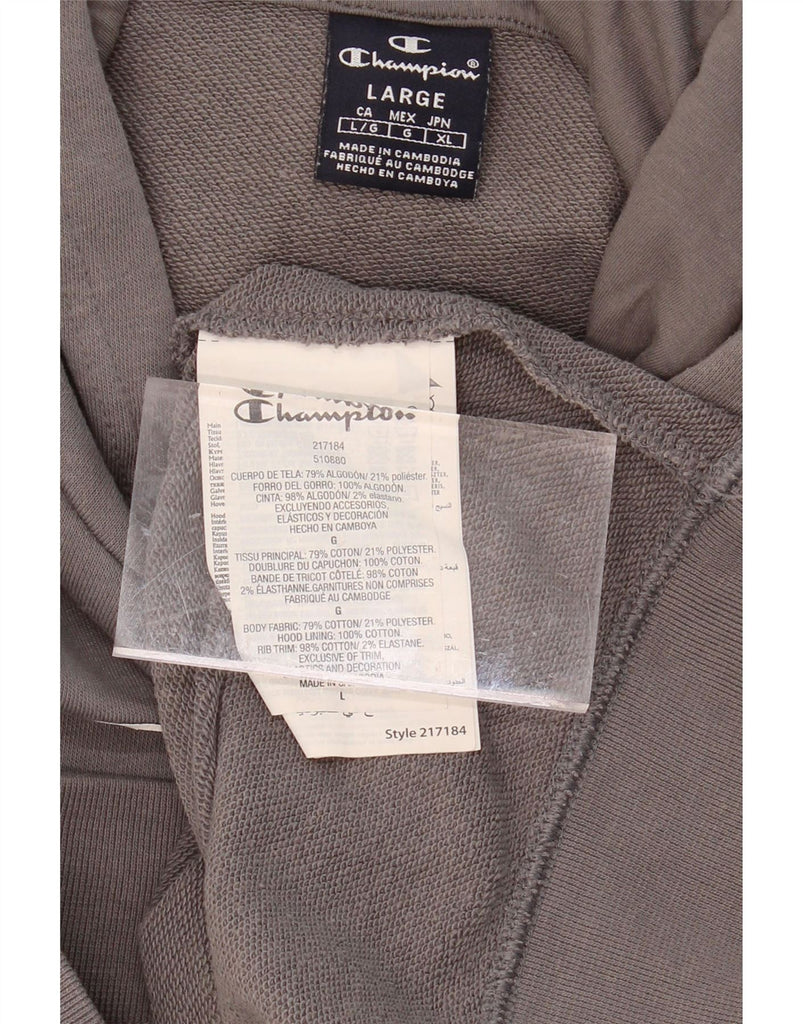 Champion®
LARGE
CA MEX JPN
L/G G XL
MADE IN CAMBODIA
FABRIQUÉ AU CAMBODGE
HECHO EN CAMBOYA
Champion
217184
510880
CUERPO DE TELA: 79% ALGODÓN/ 21% poliéster.
FORRO DEL GORRO: 100% ALGODÓN.
CINTA: 98% ALGODÓN/ 2% elastano.
EXCLUYENDO ACCESORIOS,
ELÁSTICOS Y DECORACIÓN
HECHO EN CAMBOYA
G
TISSU PRINCIPAL: 79% COTON/ 21% POLYESTER.
DOUBLURE DU CAPUCHON: 100% COTON.
BANDE DE TRICOT CÔTELÉ: 98% COTON
2% ÉLASTHANNE.GARNITURES NON COMPRISES
FABRIQUÉ AU CAMBODGE
G
BODY FABRIC: 79% COTTON/ 21% POLYESTER.
HOOD LINING: 100% COTTON.
RIB TRIM: 98% COTTON/ 2% ELASTANE.
EXCLUSIVE OF TRIM,
AND DECORATION
MADE IN
L
Style 217184